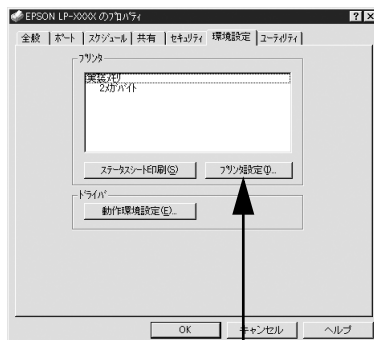 EPSON LP-XXXX のプロパティ
全般 ポート スケジュール 共有 セキュリティ 環境設定 ユーティリティ
プリンタ
実装メモリ
2メガバイト
ステータスシート印刷(S) プリンタ設定(I)...
ドライバ
動作環境設定(E)...
OK キャンセル ヘルプ